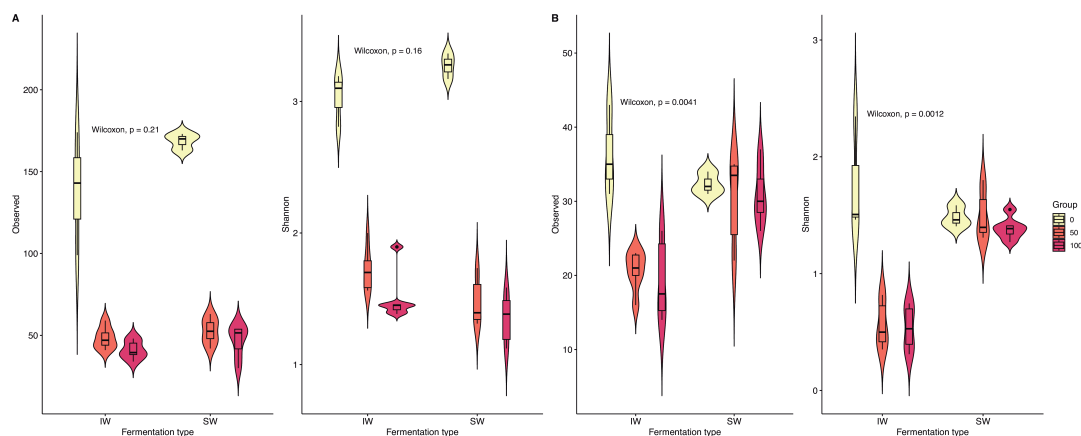 A
Observed
200
150
100
50
Wilcoxon, p = 0.21
IW
SW
Fermentation type
Shannon
3
2
1
Wilcoxon, p = 0.16
IW
SW
Fermentation type
B
Observed
50
40
30
20
10
Wilcoxon, p = 0.0041
IW
SW
Fermentation type
Shannon
3
2
1
0
Wilcoxon, p = 0.0012
IW
SW
Fermentation type
Group
0
50